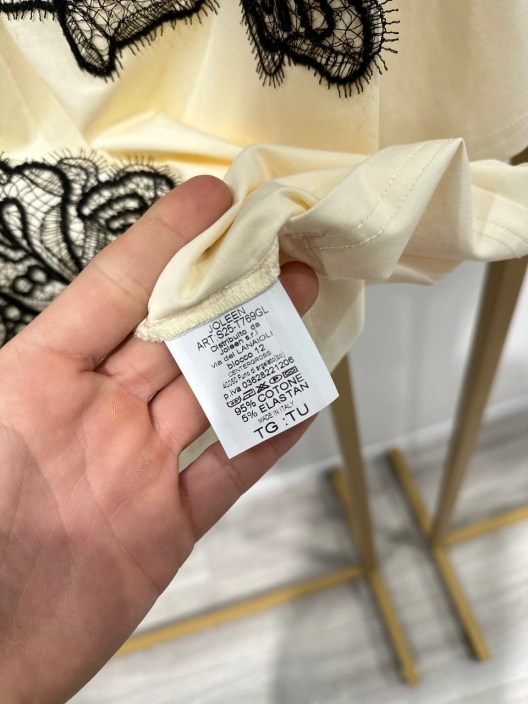 JOLEEN
ART.S25-T769GL
Distribuito da
Joleen s.r.l
via dei LANAIOLI
blocco 12
CENTERGROSS
40050 Funo di argelato(bo)
p.iva 03628221206
95% COTONE
5% ELASTAN
MADE IN ITALY
TG :TU